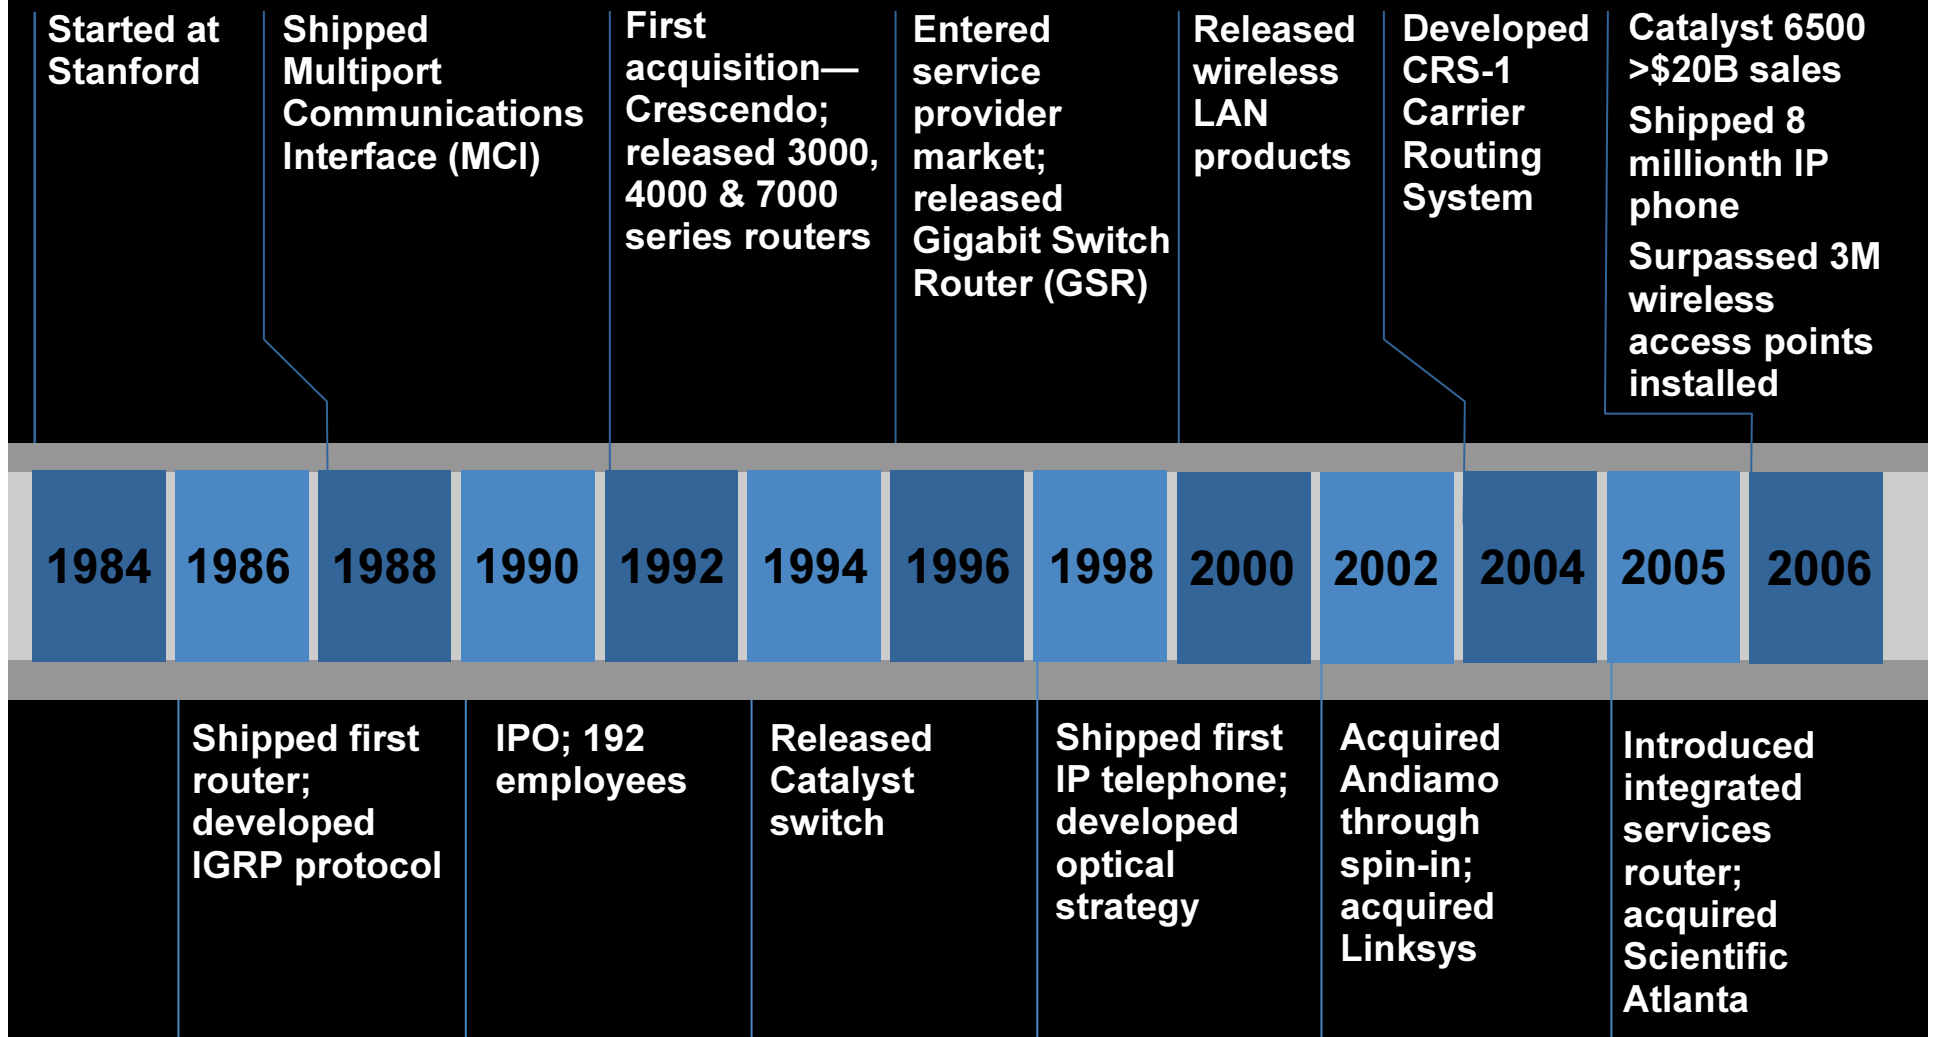 Started at
Stanford
Shipped
Multiport
Communications
Interface (MCI)
First
acquisition—
Crescendo;
released 3000,
4000 & 7000
series routers
Entered
service
provider
market;
released
Gigabit Switch
Router (GSR)
Released
wireless
LAN
products
Developed
CRS-1
Carrier
Routing
System
Catalyst 6500
>$20B sales
Shipped 8
millionth IP
phone
Surpassed 3M
wireless
access points
installed
1984 1986 1988 1990 1992 1994 1996 1998 2000 2002 2004 2005 2006
Shipped first
router;
developed
IGRP protocol
IPO; 192
employees
Released
Catalyst
switch
Shipped first
IP telephone;
developed
optical
strategy
Acquired
Andiamo
through
spin-in;
acquired
Linksys
Introduced
integrated
services
router;
acquired
Scientific
Atlanta